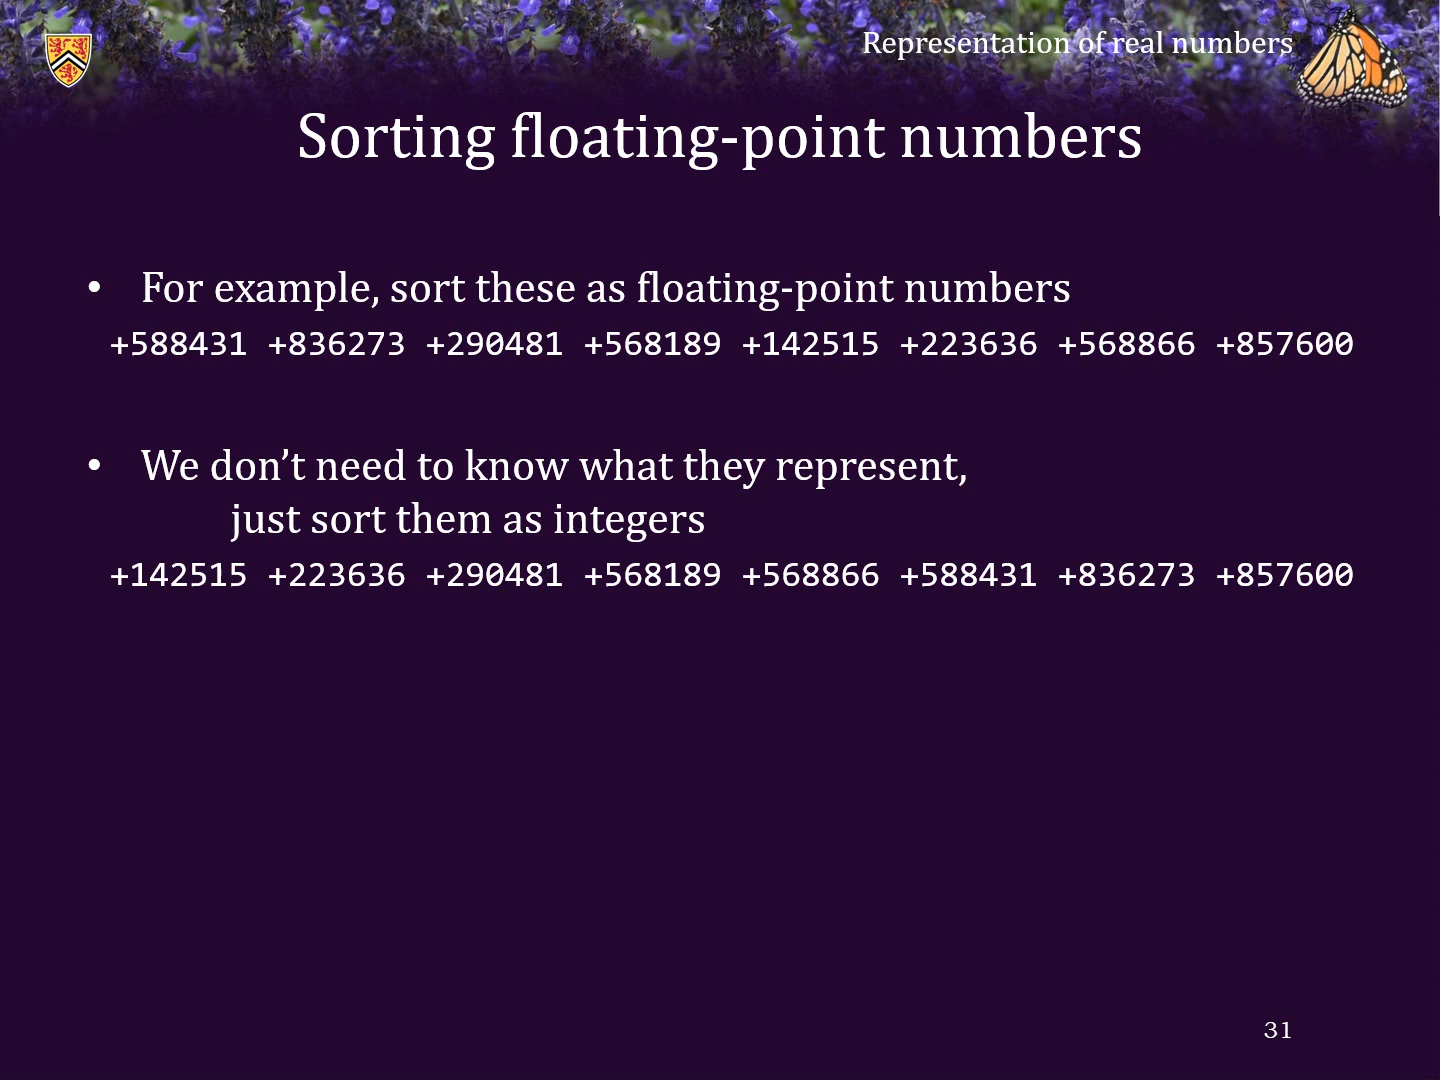 Representation of real numbers
Sorting floating-point numbers
• For example, sort these as floating-point numbers
+588431 +836273 +290481 +568189 +142515 +223636 +568866 +857600
• We don’t need to know what they represent,
just sort them as integers
+142515 +223636 +290481 +568189 +568866 +588431 +836273 +857600
31